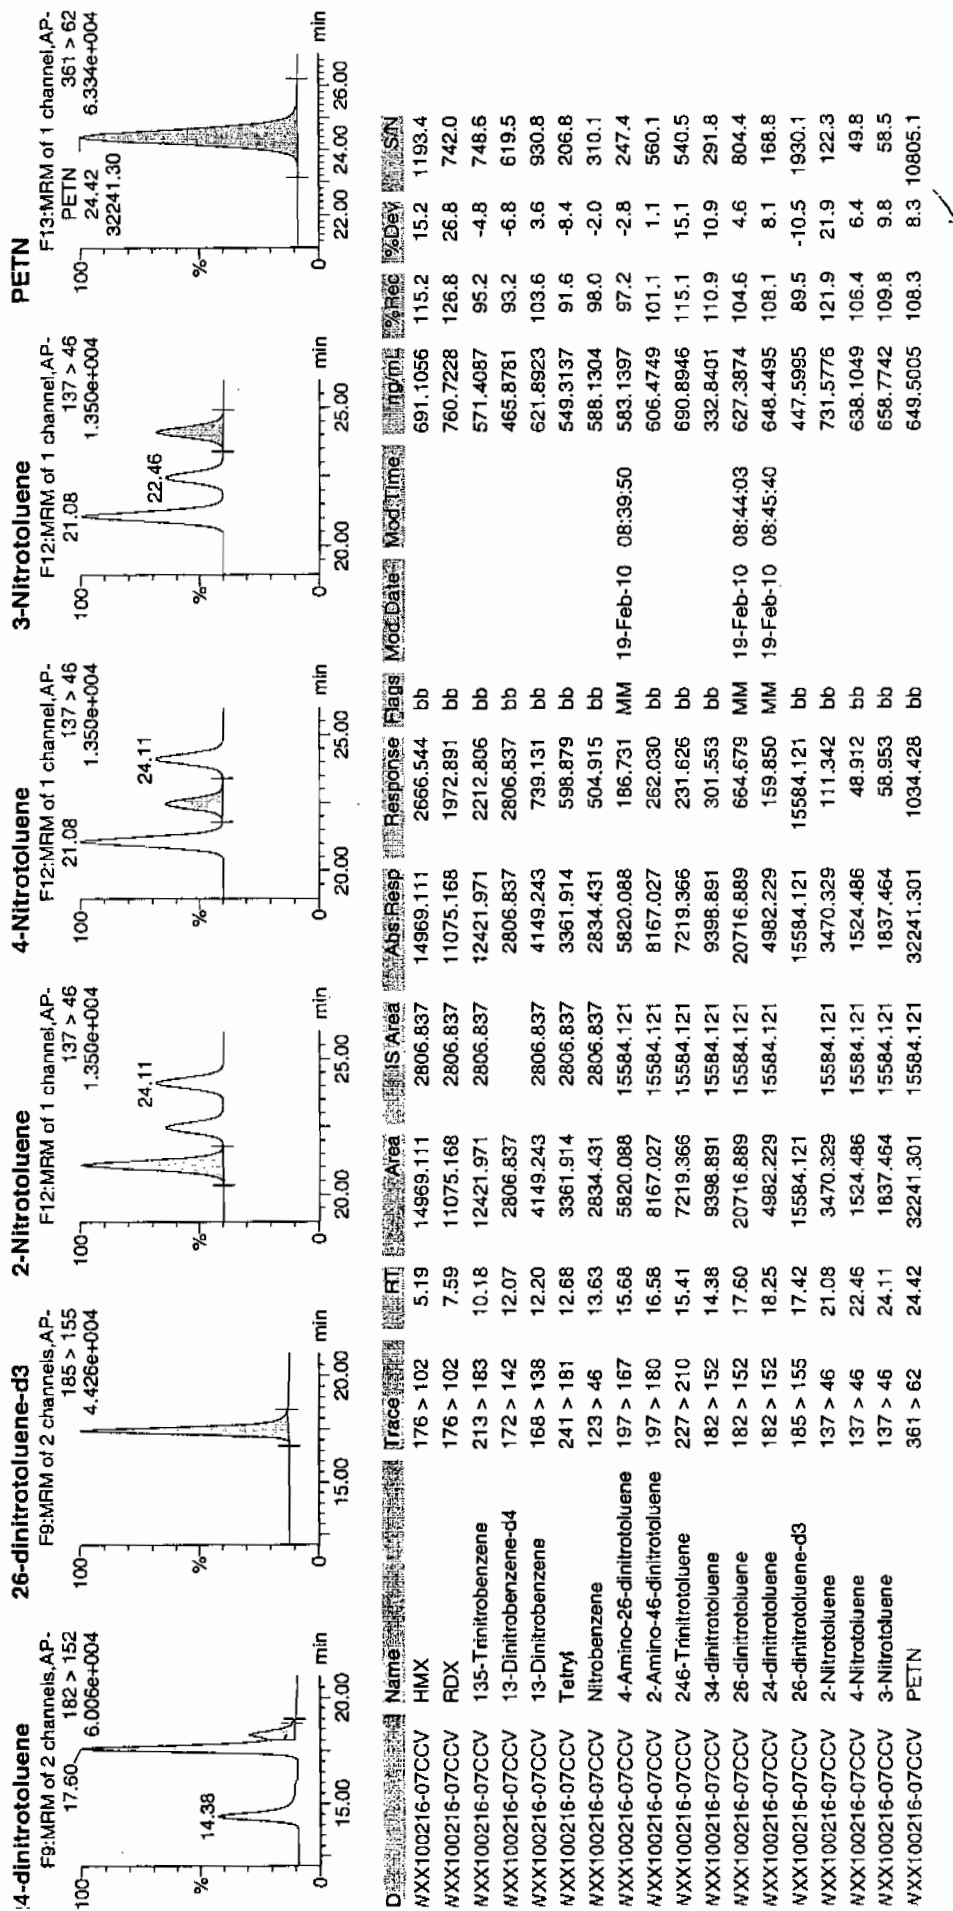 24-dinitrotoluene
F9:MRM of 2 channels,AP-
182 > 152
6.006e+004
17.60
14.38
100
%
0
15.00 20.00 min
26-dinitrotoluene-d3
F9:MRM of 2 channels,AP-
185 > 155
4.426e+004
100
%
0
15.00 20.00 min
2-Nitrotoluene
F12:MRM of 1 channel,AP-
137 > 46
1.350e+004
24.11
100
%
0
20.00 25.00 min
4-Nitrotoluene
F12:MRM of 1 channel,AP-
137 > 46
1.350e+004
21.08
24.11
100
%
0
20.00 25.00 min
3-Nitrotoluene
F12:MRM of 1 channel,AP-
137 > 46
1.350e+004
21.08
22.46
100
%
0
20.00 25.00 min
PETN
F13:MRM of 1 channel,AP-
361 > 62
6.334e+004
PETN
24.42
32241.30
100
%
0
22.00 24.00 26.00 min
Name Trace RT Area IS Area Abs.Resp Response Flags Mod.Date Mod.Time ng/mL %Rec %Dev S/N
WXX100216-07CCV HMX 176 > 102 5.19 14969.111 2806.837 14969.111 2666.544 bb 691.1056 115.2 15.2 1193.4
WXX100216-07CCV RDX 176 > 102 7.59 11075.168 2806.837 11075.168 1972.891 bb 760.7228 126.8 26.8 742.0
WXX100216-07CCV 135-Trinitrobenzene 213 > 183 10.18 12421.971 2806.837 12421.971 2212.806 bb 571.4087 95.2 -4.8 748.6
WXX100216-07CCV 13-Dinitrobenzene-d4 172 > 142 12.07 2806.837 2806.837 2806.837 bb 465.8781 93.2 -6.8 619.5
WXX100216-07CCV 13-Dinitrobenzene 168 > 138 12.20 4149.243 2806.837 4149.243 739.131 bb 621.8923 103.6 3.6 930.8
WXX100216-07CCV Tetryl 241 > 181 12.68 3361.914 2806.837 3361.914 598.879 bb 549.3137 91.6 -8.4 206.8
WXX100216-07CCV Nitrobenzene 123 > 46 13.63 2834.431 2806.837 2834.431 504.915 bb 588.1304 98.0 -2.0 310.1
WXX100216-07CCV 4-Amino-26-dinitrotoluene 197 > 167 15.68 5820.088 15584.121 5820.088 186.731 MM 19-Feb-10 08:39:50 583.1397 97.2 -2.8 247.4
WXX100216-07CCV 2-Amino-46-dinitrotoluene 197 > 180 16.58 8167.027 15584.121 8167.027 262.030 bb 606.4749 101.1 1.1 560.1
WXX100216-07CCV 246-Trinitrotoluene 227 > 210 15.41 7219.366 15584.121 7219.366 231.626 bb 690.8946 115.1 15.1 540.5
WXX100216-07CCV 34-dinitrotoluene 182 > 152 14.38 9398.891 15584.121 9398.891 301.553 bb 332.8401 110.9 10.9 291.8
WXX100216-07CCV 26-dinitrotoluene 182 > 152 17.60 20716.889 15584.121 20716.889 664.679 MM 19-Feb-10 08:44:03 627.3874 104.6 4.6 804.4
WXX100216-07CCV 24-dinitrotoluene 182 > 152 18.25 4982.229 15584.121 4982.229 159.850 MM 19-Feb-10 08:45:40 648.4495 108.1 8.1 168.8
WXX100216-07CCV 26-dinitrotoluene-d3 185 > 155 17.42 15584.121 15584.121 15584.121 bb 447.5995 89.5 -10.5 1930.1
WXX100216-07CCV 2-Nitrotoluene 137 > 46 21.08 3470.329 15584.121 3470.329 111.342 bb 731.5776 121.9 21.9 122.3
WXX100216-07CCV 4-Nitrotoluene 137 > 46 22.46 1524.486 15584.121 1524.486 48.912 bb 638.1049 106.4 6.4 49.8
WXX100216-07CCV 3-Nitrotoluene 137 > 46 24.11 1837.464 15584.121 1837.464 58.953 bb 658.7742 109.8 9.8 58.5
WXX100216-07CCV PETN 361 > 62 24.42 32241.301 15584.121 32241.301 1034.428 bb 649.5005 108.3 8.3 10805.1